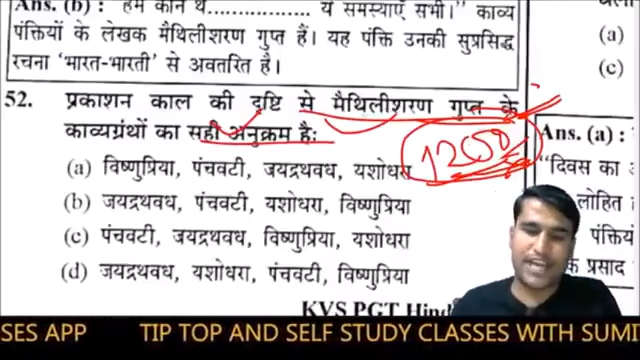 Ans. (b) : हम कौन थे................. ये समस्याएँ सभी।" काव्य
पंक्तियों के लेखक मैथिलीशरण गुप्त हैं। यह पंक्ति उनकी सुप्रसिद्ध
रचना 'भारत-भारती' से अवतरित है।
52. प्रकाशन काल की दृष्टि से मैथिलीशरण गुप्त के
काव्यग्रंथों का सही अनुक्रम है:
(a) विष्णुप्रिया, पंचवटी, जयद्रथवध, यशोधरा
(b) जयद्रथवध, पंचवटी, यशोधरा, विष्णुप्रिया
(c) पंचवटी, जयद्रथवध, विष्णुप्रिया, यशोधरा
(d) जयद्रथवध, यशोधरा, पंचवटी, विष्णुप्रिया
KVS PGT Hind
1200
(a)
(c)
Ans. (a) :
"दिवस का
लोहित
पंक्तियों
प्रसाद
SES APP TIP TOP AND SELF STUDY CLASSES WITH SUMI